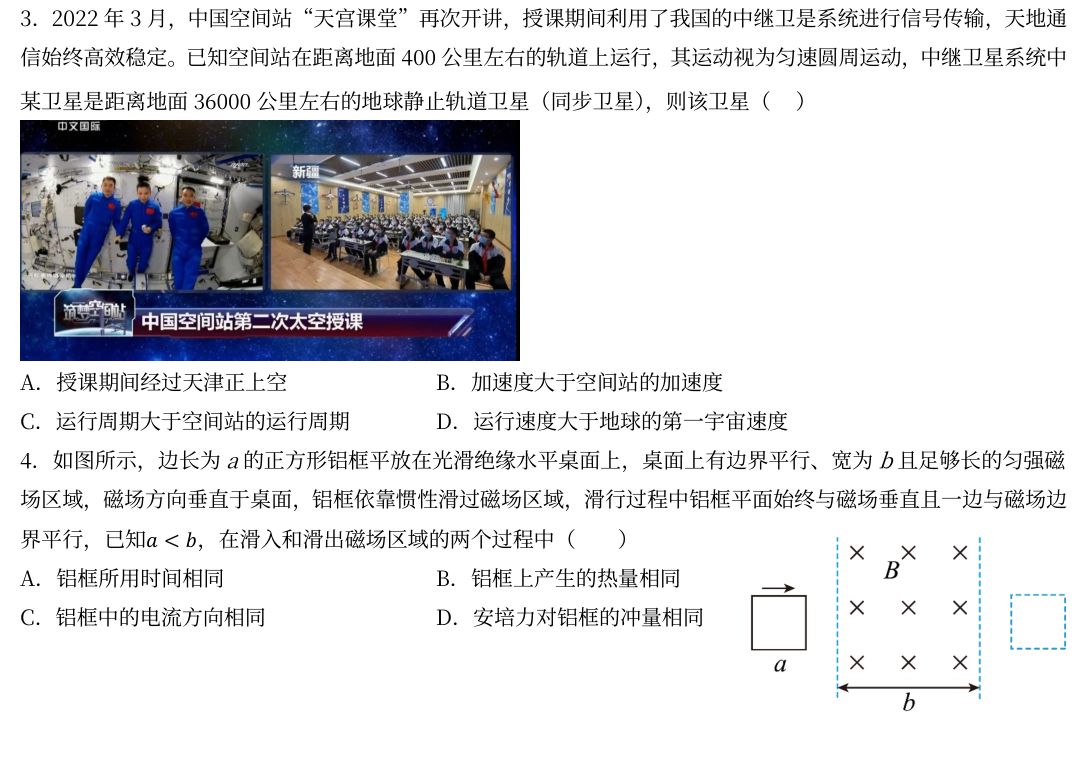 3．2022 年 3 月，中国空间站“天宫课堂”再次开讲，授课期间利用了我国的中继卫是系统进行信号传输，天地通
信始终高效稳定。已知空间站在距离地面 400 公里左右的轨道上运行，其运动视为匀速圆周运动，中继卫星系统中
某卫星是距离地面 36000 公里左右的地球静止轨道卫星（同步卫星），则该卫星（　）
中文国际
新疆
筑梦空间站
中国空间站第二次太空授课
A．授课期间经过天津正上空
B．加速度大于空间站的加速度
C．运行周期大于空间站的运行周期
D．运行速度大于地球的第一宇宙速度
4．如图所示，边长为 a 的正方形铝框平放在光滑绝缘水平桌面上，桌面上有边界平行、宽为 b 且足够长的匀强磁
场区域，磁场方向垂直于桌面，铝框依靠惯性滑过磁场区域，滑行过程中铝框平面始终与磁场垂直且一边与磁场边
界平行，已知a < b，在滑入和滑出磁场区域的两个过程中（　　）
A．铝框所用时间相同
B．铝框上产生的热量相同
C．铝框中的电流方向相同
D．安培力对铝框的冲量相同
B
a
b